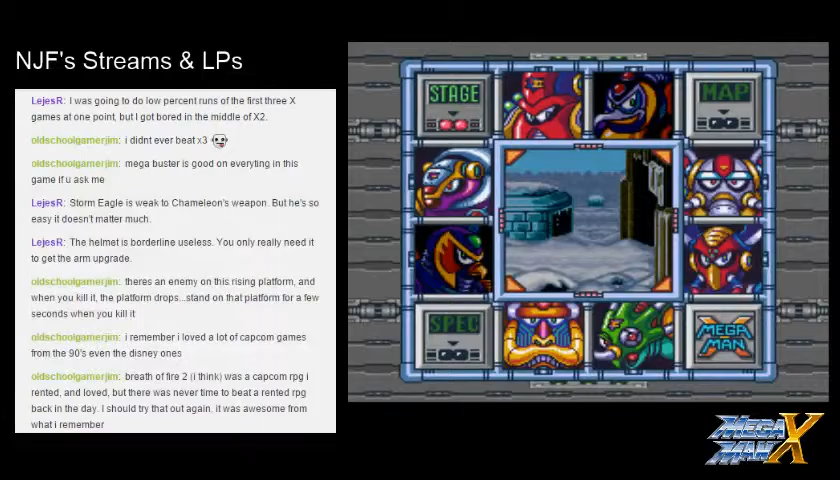 NJF's Streams & LPs
LejesR: I was going to do low percent runs of the first three X
games at one point, but I got bored in the middle of X2.
oldschoolgamerjim: i didnt ever beat x3
oldschoolgamerjim: mega buster is good on everyting in this
game if u ask me
LejesR: Storm Eagle is weak to Chameleon's weapon. But he's so
easy it doesn't matter much.
LejesR: The helmet is borderline useless. You only really need it
to get the arm upgrade.
oldschoolgamerjim: theres an enemy on this rising platform, and
when you kill it, the platform drops...stand on that platform for a few
seconds when you kill it
oldschoolgamerjim: i remember i loved a lot of capcom games
from the 90's even the disney ones
oldschoolgamerjim: breath of fire 2 (i think) was a capcom rpg i
rented, and loved, but there was never time to beat a rented rpg
back in the day. I should try that out again, it was awesome from
what i remember
STAGE
MAP
SPEC
MEGA
MAN
X
MEGA
MAN X